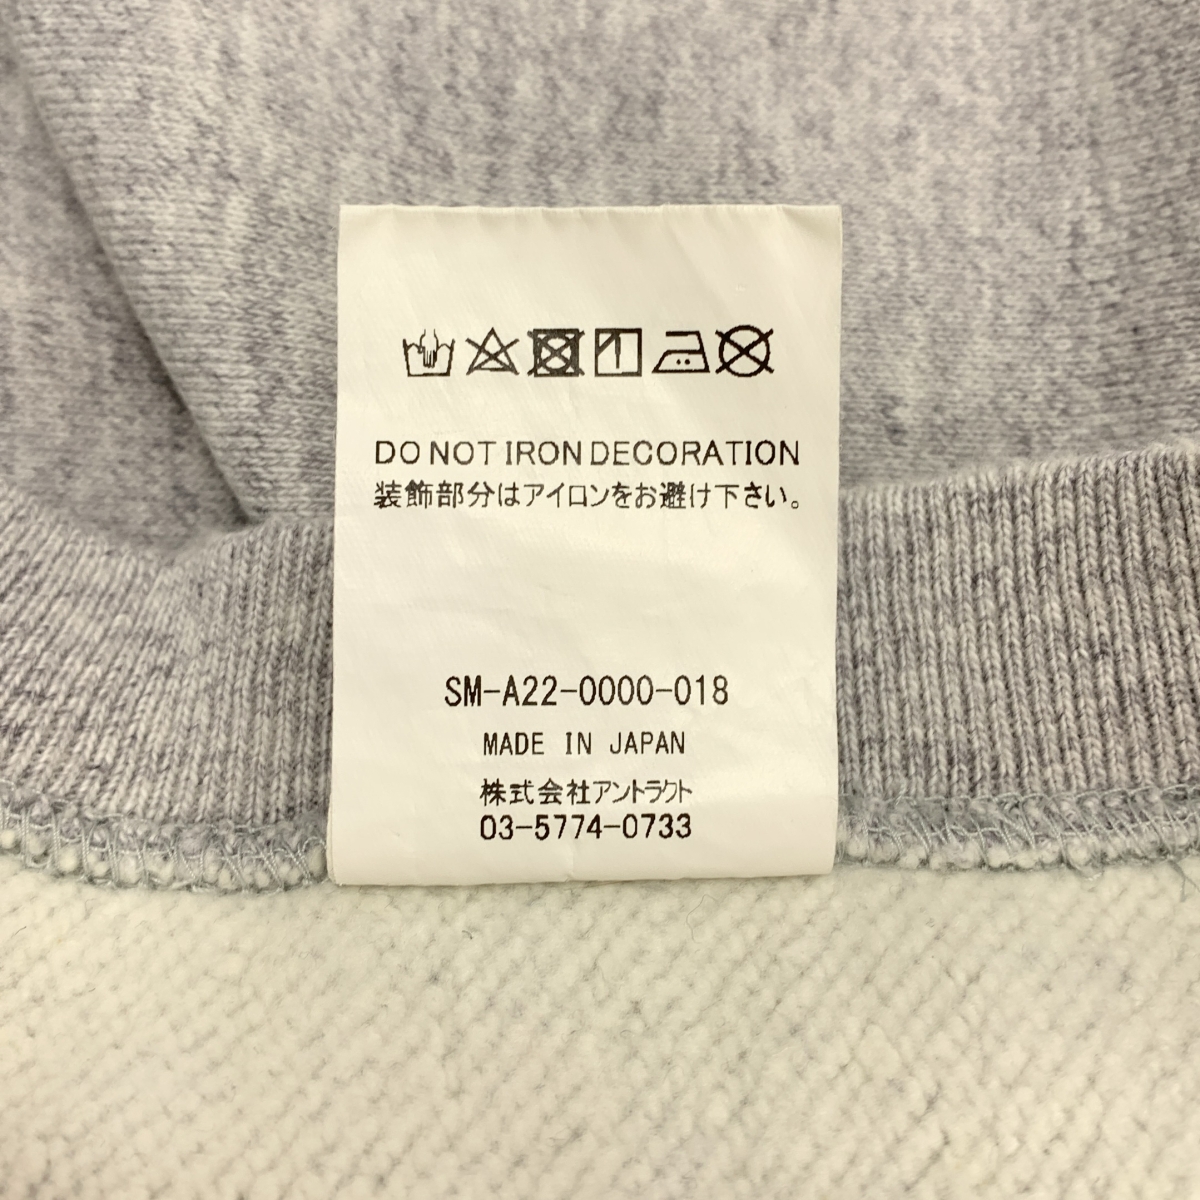 DO NOT IRON DECORATION
装飾部分はアイロンをお避け下さい。
SM-A22-0000-018
MADE IN JAPAN
株式会社アントラクト
03-5774-0733